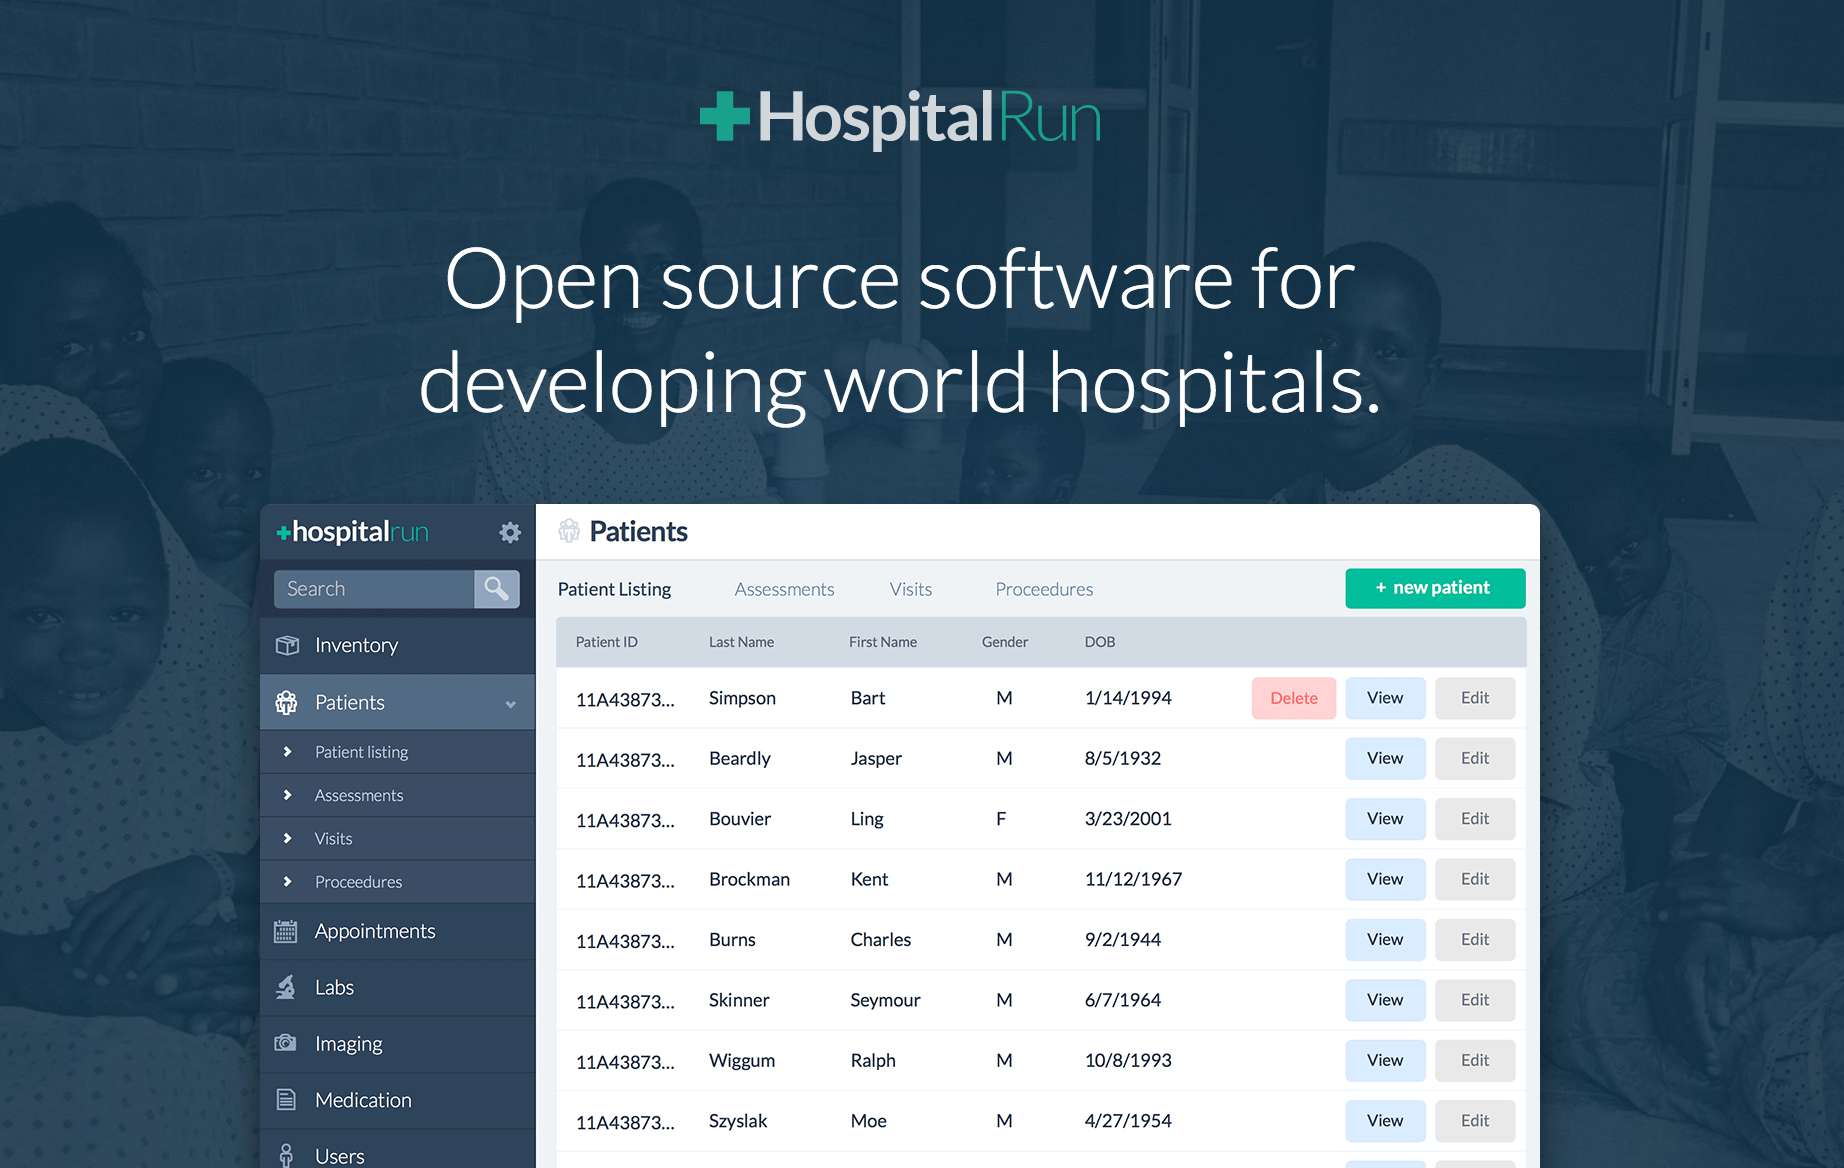 HospitalRun
Open source software for
developing world hospitals.
hospitalrun
Search
Inventory
Patients
Patient listing
Assessments
Visits
Proceedures
Appointments
Labs
Imaging
Medication
Users
Patients
Patient Listing Assessments Visits Proceedures + new patient
Patient ID Last Name First Name Gender DOB
11A43873... Simpson Bart M 1/14/1994 Delete View Edit
11A43873... Beardly Jasper M 8/5/1932 View Edit
11A43873... Bouvier Ling F 3/23/2001 View Edit
11A43873... Brockman Kent M 11/12/1967 View Edit
11A43873... Burns Charles M 9/2/1944 View Edit
11A43873... Skinner Seymour M 6/7/1964 View Edit
11A43873... Wiggum Ralph M 10/8/1993 View Edit
11A43873... Szyslak Moe M 4/27/1954 View Edit